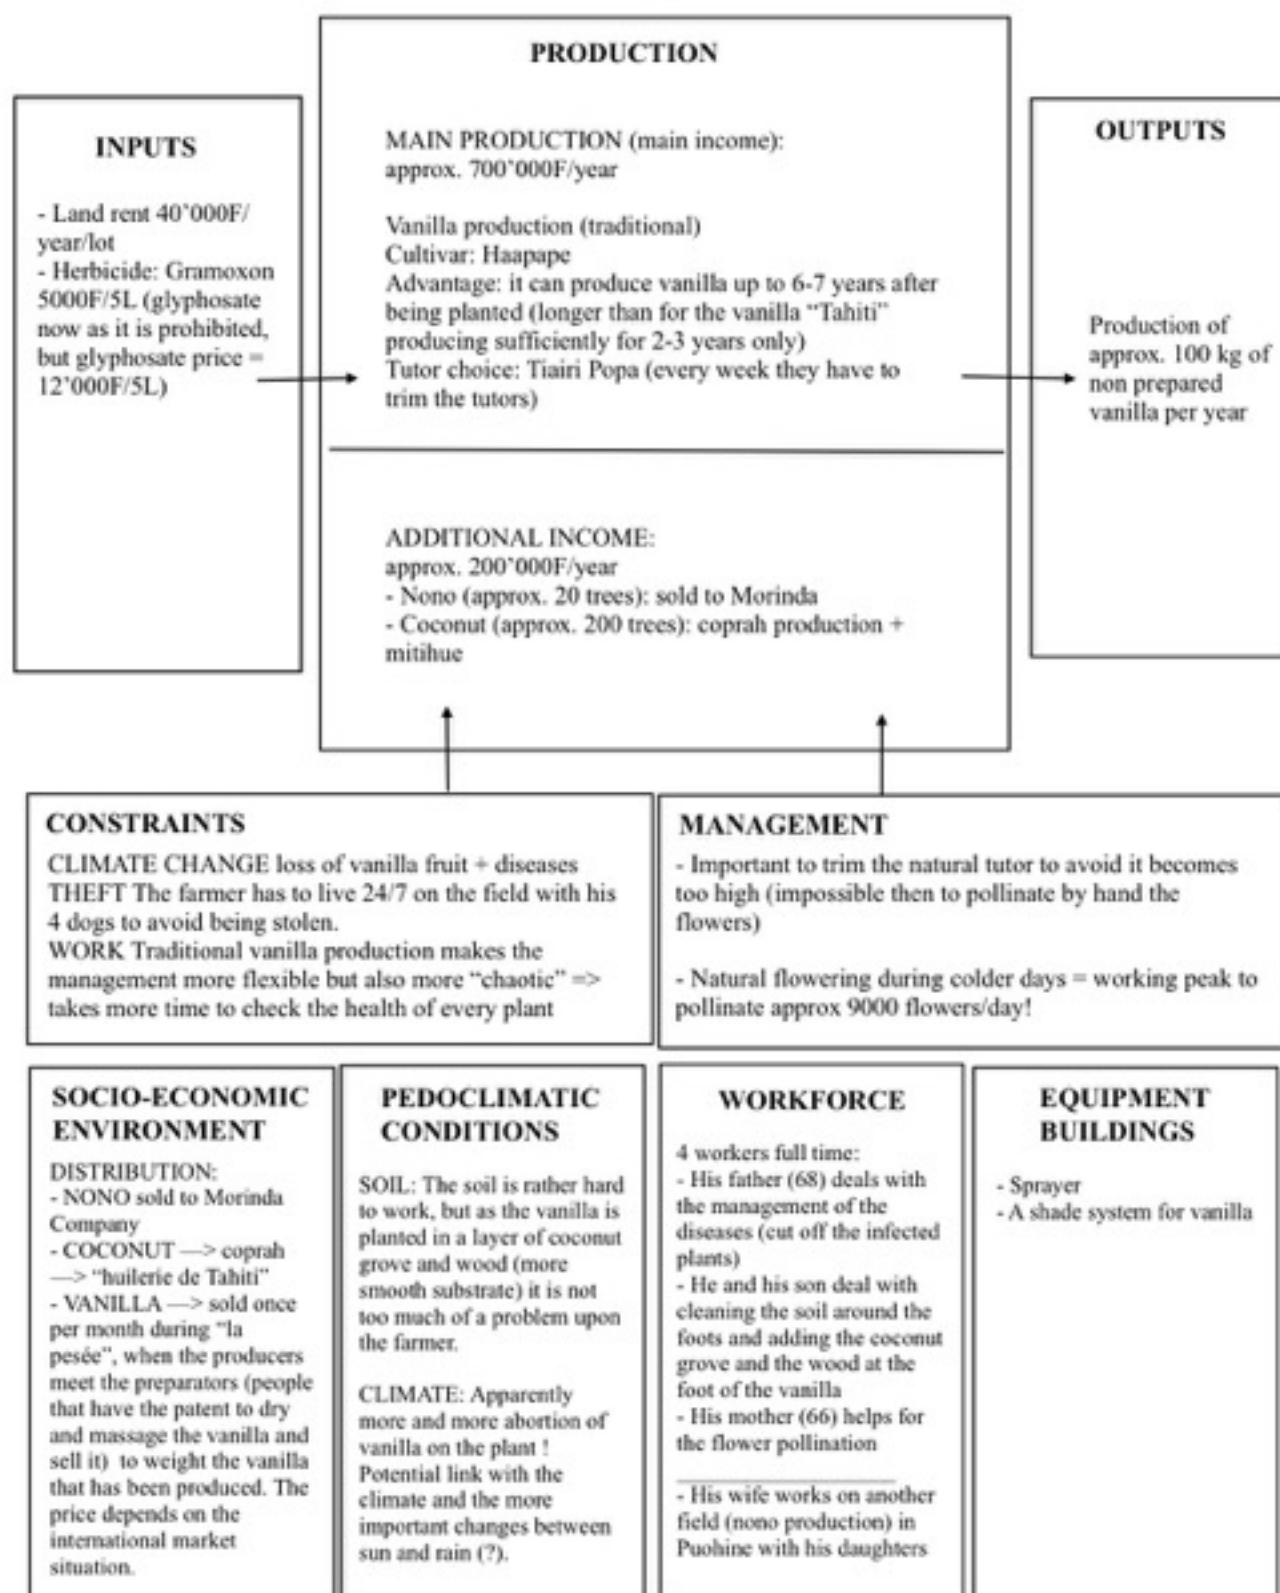 PRODUCTION
MAIN PRODUCTION (main income):
approx. 700'000F/year
Vanilla production (traditional)
Cultivar: Haapape
Advantage: it can produce vanilla up to 6-7 years after
being planted (longer than for the vanilla “Tahiti”
producing sufficiently for 2-3 years only)
Tutor choice: Tiairi Popa (every week they have to
trim the tutors)
ADDITIONAL INCOME:
approx. 200'000F/year
- Nono (approx. 20 trees): sold to Morinda
- Coconut (approx. 200 trees): coprah production +
mitihue
INPUTS
- Land rent 40'000F/
year/lot
- Herbicide: Gramoxon
5000F/5L (glyphosate
now as it is prohibited,
but glyphosate price =
12'000F/5L)
OUTPUTS
Production of
approx. 100 kg of
non prepared
vanilla per year
CONSTRAINTS
CLIMATE CHANGE loss of vanilla fruit + diseases
THEFT The farmer has to live 24/7 on the field with his
4 dogs to avoid being stolen.
WORK Traditional vanilla production makes the
management more flexible but also more “chaotic” =>
takes more time to check the health of every plant
MANAGEMENT
- Important to trim the natural tutor to avoid it becomes
too high (impossible then to pollinate by hand the
flowers)
- Natural flowering during colder days = working peak to
pollinate approx 9000 flowers/day!
SOCIO-ECONOMIC
ENVIRONMENT
DISTRIBUTION:
- NONO sold to Morinda
Company
- COCONUT —> coprah
—> “huilerie de Tahiti”
- VANILLA —> sold once
per month during “la
pesée”, when the producers
meet the preparators (people
that have the patent to dry
and massage the vanilla and
sell it) to weight the vanilla
that has been produced. The
price depends on the
international market
situation.
PEDOCLIMATIC
CONDITIONS
SOIL: The soil is rather hard
to work, but as the vanilla is
planted in a layer of coconut
grove and wood (more
smooth substrate) it is not
too much of a problem upon
the farmer.
CLIMATE: Apparently
more and more abortion of
vanilla on the plant !
Potential link with the
climate and the more
important changes between
sun and rain (?).
WORKFORCE
4 workers full time:
- His father (68) deals with
the management of the
diseases (cut off the infected
plants)
- He and his son deal with
cleaning the soil around the
foots and adding the coconut
grove and the wood at the
foot of the vanilla
- His mother (66) helps for
the flower pollination
- His wife works on another
field (nono production) in
Puohine with his daughters
EQUIPMENT
BUILDINGS
- Sprayer
- A shade system for vanilla